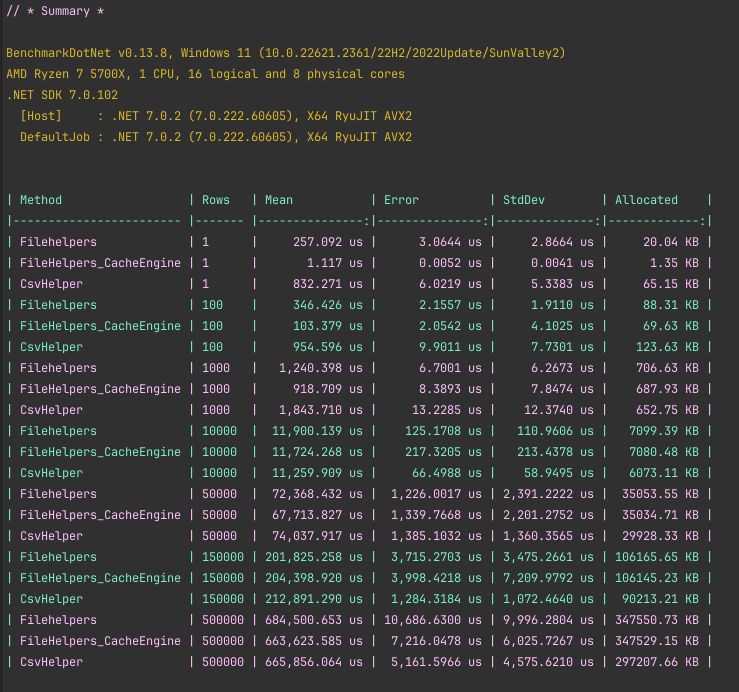 // * Summary *
BenchmarkDotNet v0.13.8, Windows 11 (10.0.22621.2361/22H2/2022Update/SunValley2)
AMD Ryzen 7 5700X, 1 CPU, 16 logical and 8 physical cores
.NET SDK 7.0.102
  [Host]     : .NET 7.0.2 (7.0.222.60605), X64 RyuJIT AVX2
  DefaultJob : .NET 7.0.2 (7.0.222.60605), X64 RyuJIT AVX2
| Method                  | Rows   | Mean           | Error          | StdDev        | Allocated    |
|------------------------ |------- |---------------:|---------------:|--------------:|-------------:|
| Filehelpers             | 1      |     257.092 us |      3.0644 us |     2.8664 us |     20.04 KB |
| FileHelpers_CacheEngine | 1      |       1.117 us |      0.0052 us |     0.0041 us |      1.35 KB |
| CsvHelper               | 1      |     832.271 us |      6.0219 us |     5.3383 us |     65.15 KB |
| Filehelpers             | 100    |     346.426 us |      2.1557 us |     1.9110 us |     88.31 KB |
| FileHelpers_CacheEngine | 100    |     103.379 us |      2.0542 us |     4.1025 us |     69.63 KB |
| CsvHelper               | 100    |     954.596 us |      9.9011 us |     7.7301 us |    123.63 KB |
| Filehelpers             | 1000   |   1,240.398 us |      6.7001 us |     6.2673 us |    706.63 KB |
| FileHelpers_CacheEngine | 1000   |     918.709 us |      8.3893 us |     7.8474 us |    687.93 KB |
| CsvHelper               | 1000   |   1,843.710 us |     13.2285 us |    12.3740 us |    652.75 KB |
| Filehelpers             | 10000  |  11,900.139 us |    125.1708 us |   110.9606 us |   7099.39 KB |
| FileHelpers_CacheEngine | 10000  |  11,724.268 us |    217.3205 us |   213.4378 us |   7080.48 KB |
| CsvHelper               | 10000  |  11,259.909 us |     66.4988 us |    58.9495 us |   6073.11 KB |
| Filehelpers             | 50000  |  72,368.432 us |  1,226.0017 us | 2,391.2222 us |  35053.55 KB |
| FileHelpers_CacheEngine | 50000  |  67,713.827 us |  1,339.7668 us | 2,201.2752 us |  35034.71 KB |
| CsvHelper               | 50000  |  74,037.917 us |  1,385.1032 us | 1,360.3565 us |  29928.33 KB |
| Filehelpers             | 150000 | 201,825.258 us |  3,715.2703 us | 3,475.2661 us | 106165.65 KB |
| FileHelpers_CacheEngine | 150000 | 204,398.920 us |  3,998.4218 us | 7,209.9792 us | 106145.23 KB |
| CsvHelper               | 150000 | 212,891.290 us |  1,284.3184 us | 1,072.4640 us |  90213.21 KB |
| Filehelpers             | 500000 | 684,500.653 us | 10,686.6300 us | 9,996.2804 us | 347550.73 KB |
| FileHelpers_CacheEngine | 500000 | 663,623.585 us |  7,216.0478 us | 6,025.7267 us | 347529.15 KB |
| CsvHelper               | 500000 | 665,856.064 us |  5,161.5966 us | 4,575.6210 us | 297207.66 KB |